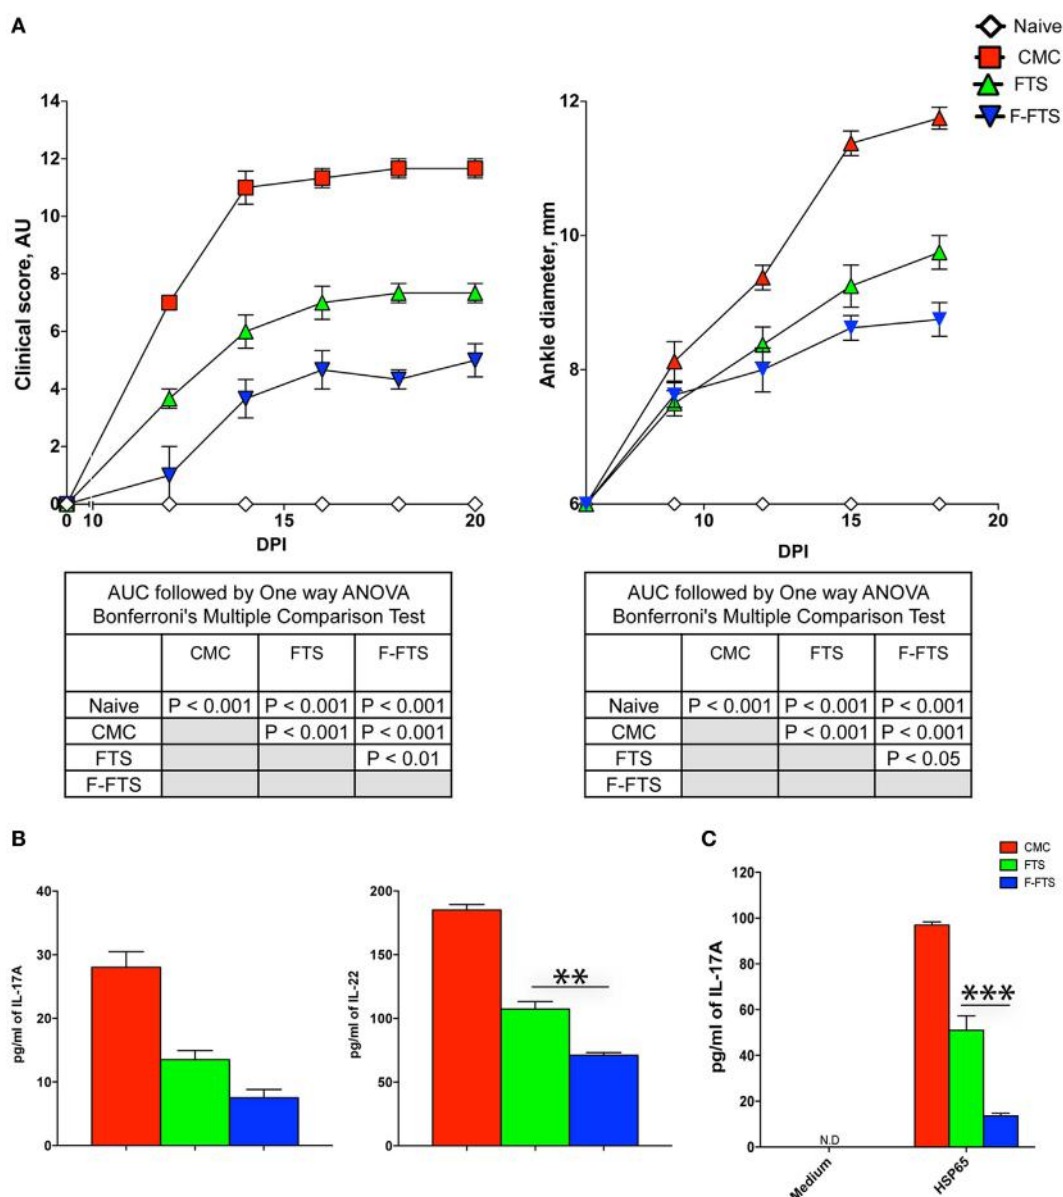 A
Naive
CMC
FTS
F-FTS
14
12
10
8
6
4
2
0
Clinical score, AU
0 10 15 20
DPI
12
10
8
6
Ankle diameter, mm
10 15 20
DPI
AUC followed by One way ANOVA
Bonferroni's Multiple Comparison Test
CMC FTS F-FTS
Naive P < 0.001 P < 0.001 P < 0.001
CMC P < 0.001 P < 0.001
FTS P < 0.01
F-FTS
AUC followed by One way ANOVA
Bonferroni's Multiple Comparison Test
CMC FTS F-FTS
Naive P < 0.001 P < 0.001 P < 0.001
CMC P < 0.001 P < 0.001
FTS P < 0.05
F-FTS
B
40
30
20
10
0
pg/ml of IL-17A
200
150
100
50
0
pg/ml of IL-22
**
C
CMC
FTS
F-FTS
120
100
80
60
40
20
0
pg/ml of IL-17A
***
N.D
Medium
HSP65